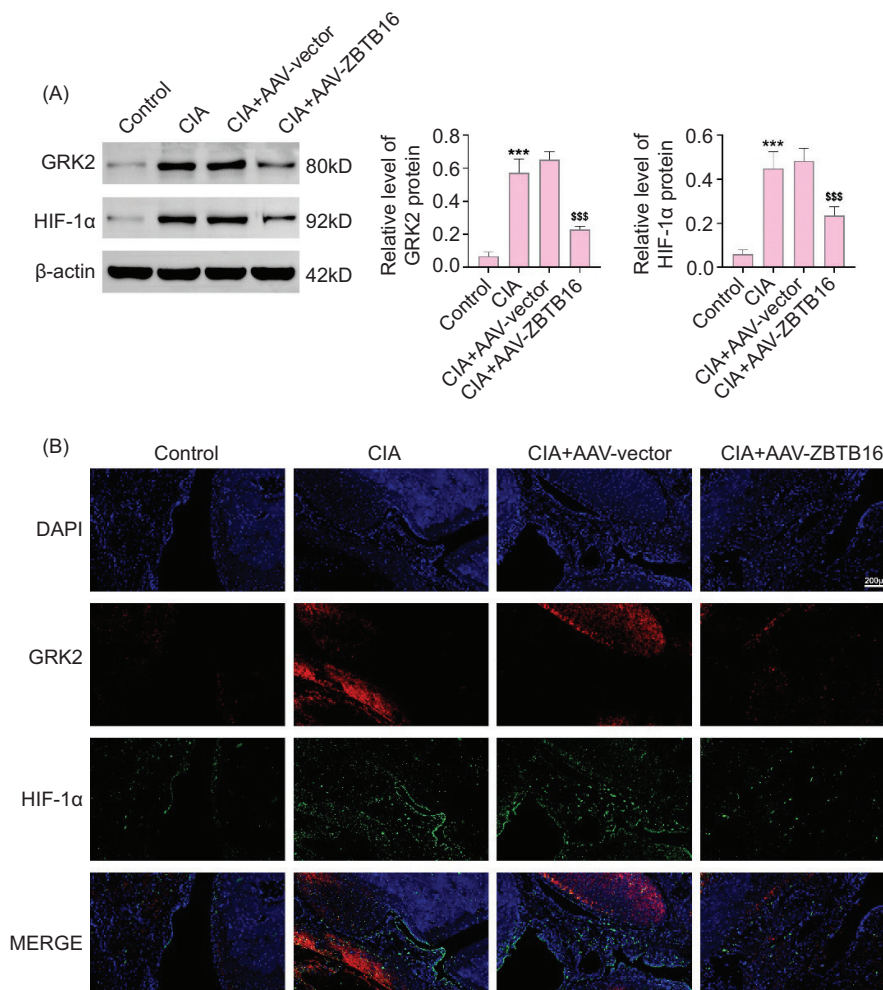 (A)
Control
CIA
CIA+AAV-vector
CIA+AAV-ZBTB16
GRK2
80kD
HIF-1α
92kD
β-actin
42kD
Relative level of
GRK2 protein
0.8
0.6
0.4
0.2
0.0
***
$$$
Control
CIA
CIA+AAV-vector
CIA+AAV-ZBTB16
Relative level of
HIF-1α protein
0.6
0.4
0.2
0.0
***
$$$
Control
CIA
CIA+AAV-vector
CIA+AAV-ZBTB16
(B)
Control
CIA
CIA+AAV-vector
CIA+AAV-ZBTB16
DAPI
200μ
GRK2
HIF-1α
MERGE